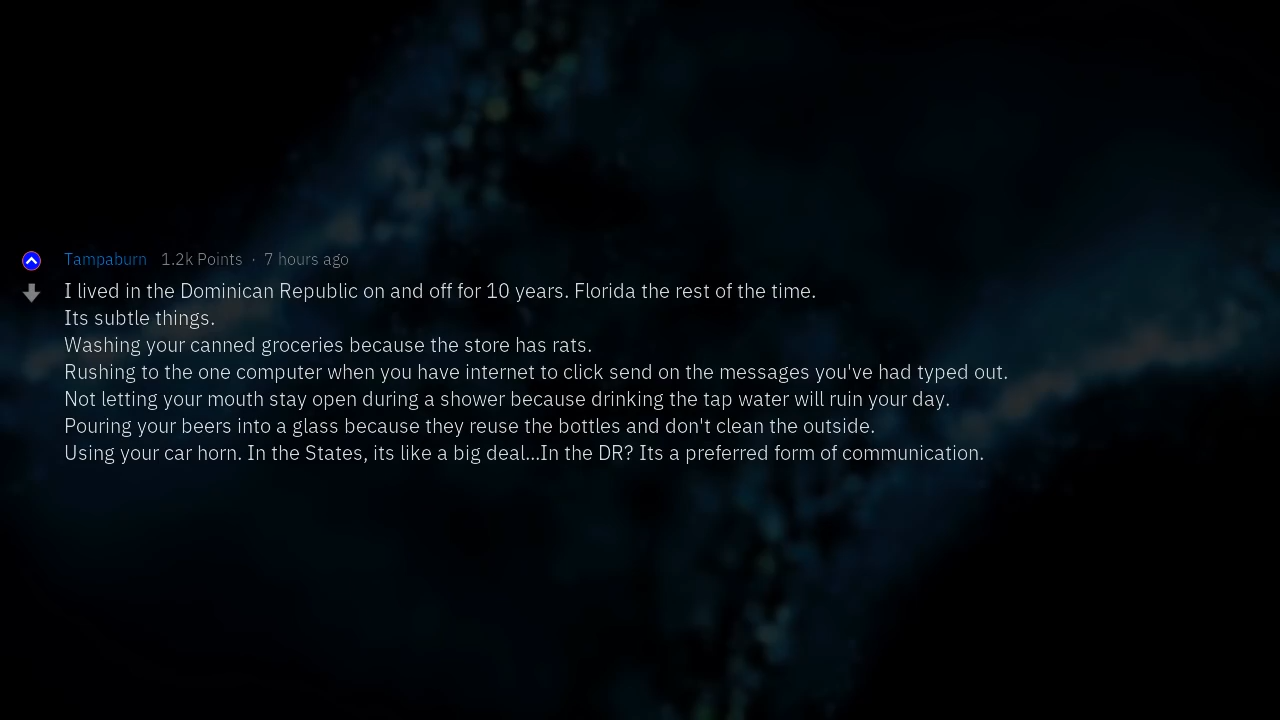 Tampaburn 1.2k Points · 7 hours ago
I lived in the Dominican Republic on and off for 10 years. Florida the rest of the time.
Its subtle things.
Washing your canned groceries because the store has rats.
Rushing to the one computer when you have internet to click send on the messages you've had typed out.
Not letting your mouth stay open during a shower because drinking the tap water will ruin your day.
Pouring your beers into a glass because they reuse the bottles and don't clean the outside.
Using your car horn. In the States, its like a big deal...In the DR? Its a preferred form of communication.